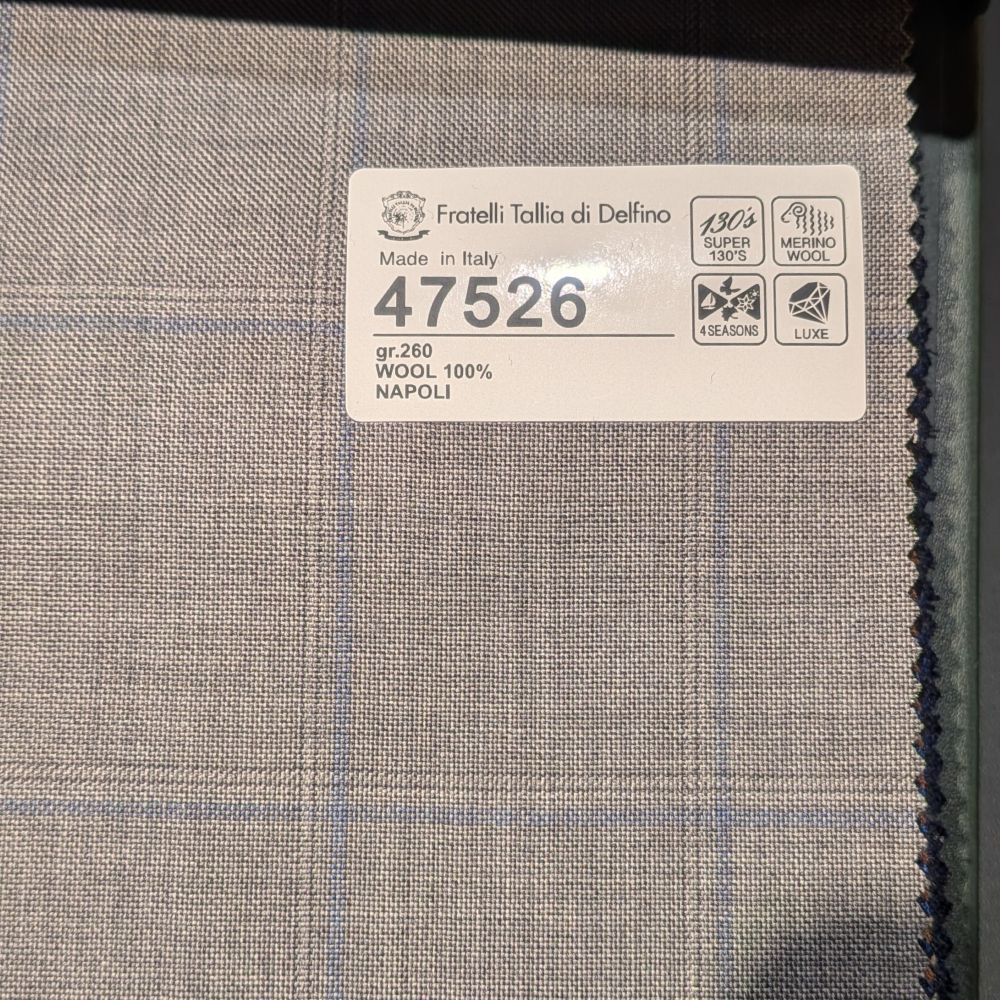 Fratelli Tallia di Delfino
Made in Italy
47526
gr.260
WOOL 100%
NAPOLI
130's
SUPER
130'S
MERINO
WOOL
4 SEASONS
LUXE